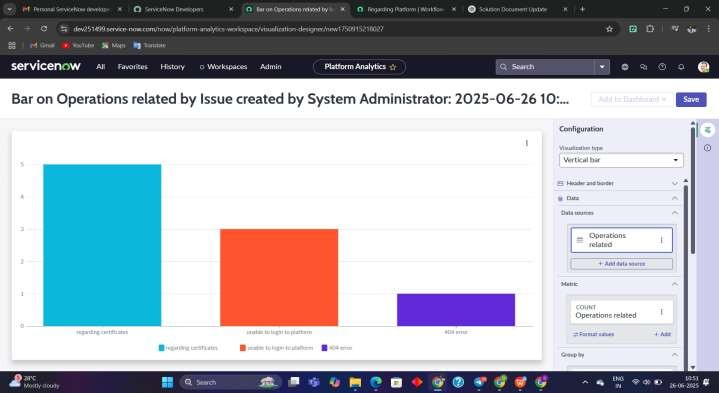 Personal ServiceNow develope
ServiceNow Developers
Bar on Operations related by Is
Regarding Platform | Workflow
Solution Document Update
dev251499.service-now.com/now/platform-analytics-workspace/visualization-designer/new1750915218027
Gmail
YouTube
Maps
Translate
servicenow
All
Favorites
History
Workspaces
Admin
Platform Analytics
Search
Bar on Operations related by Issue created by System Administrator: 2025-06-26 10:...
Add to Dashboard
Save
Configuration
Visualization type
Vertical bar
Header and border
Data
Data sources
Operations
related
+ Add data source
Metric
COUNT
Operations related
Format values
+ Add
Group by
5
4
3
2
1
0
regarding certificates
unable to login to platform
404 error
regarding certificates
unable to login to platform
404 error
28°C
Mostly cloudy
Search
ENG
IN
10:51
26-06-2025